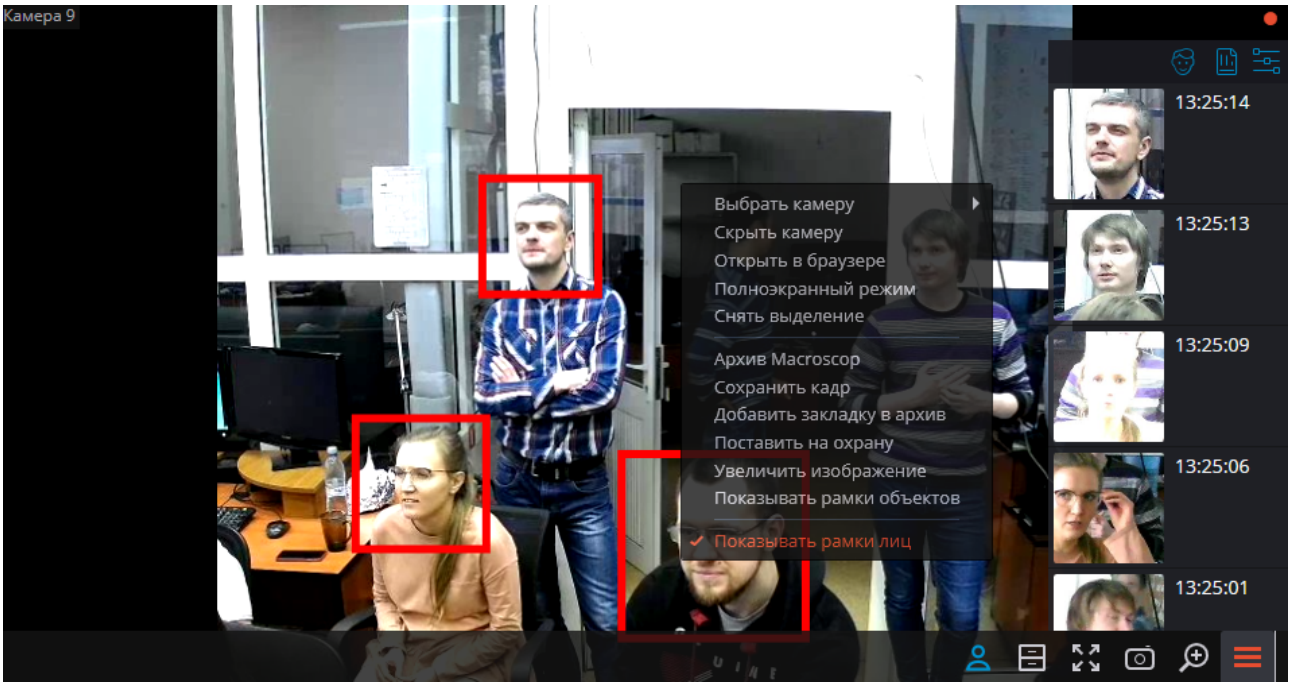 Камера 9
13:25:14
13:25:13
13:25:09
13:25:06
13:25:01
Выбрать камеру
Скрыть камеру
Открыть в браузере
Полноэкранный режим
Снять выделение
Архив Macroscop
Сохранить кадр
Добавить закладку в архив
Поставить на охрану
Увеличить изображение
Показывать рамки объектов
Показывать рамки лиц